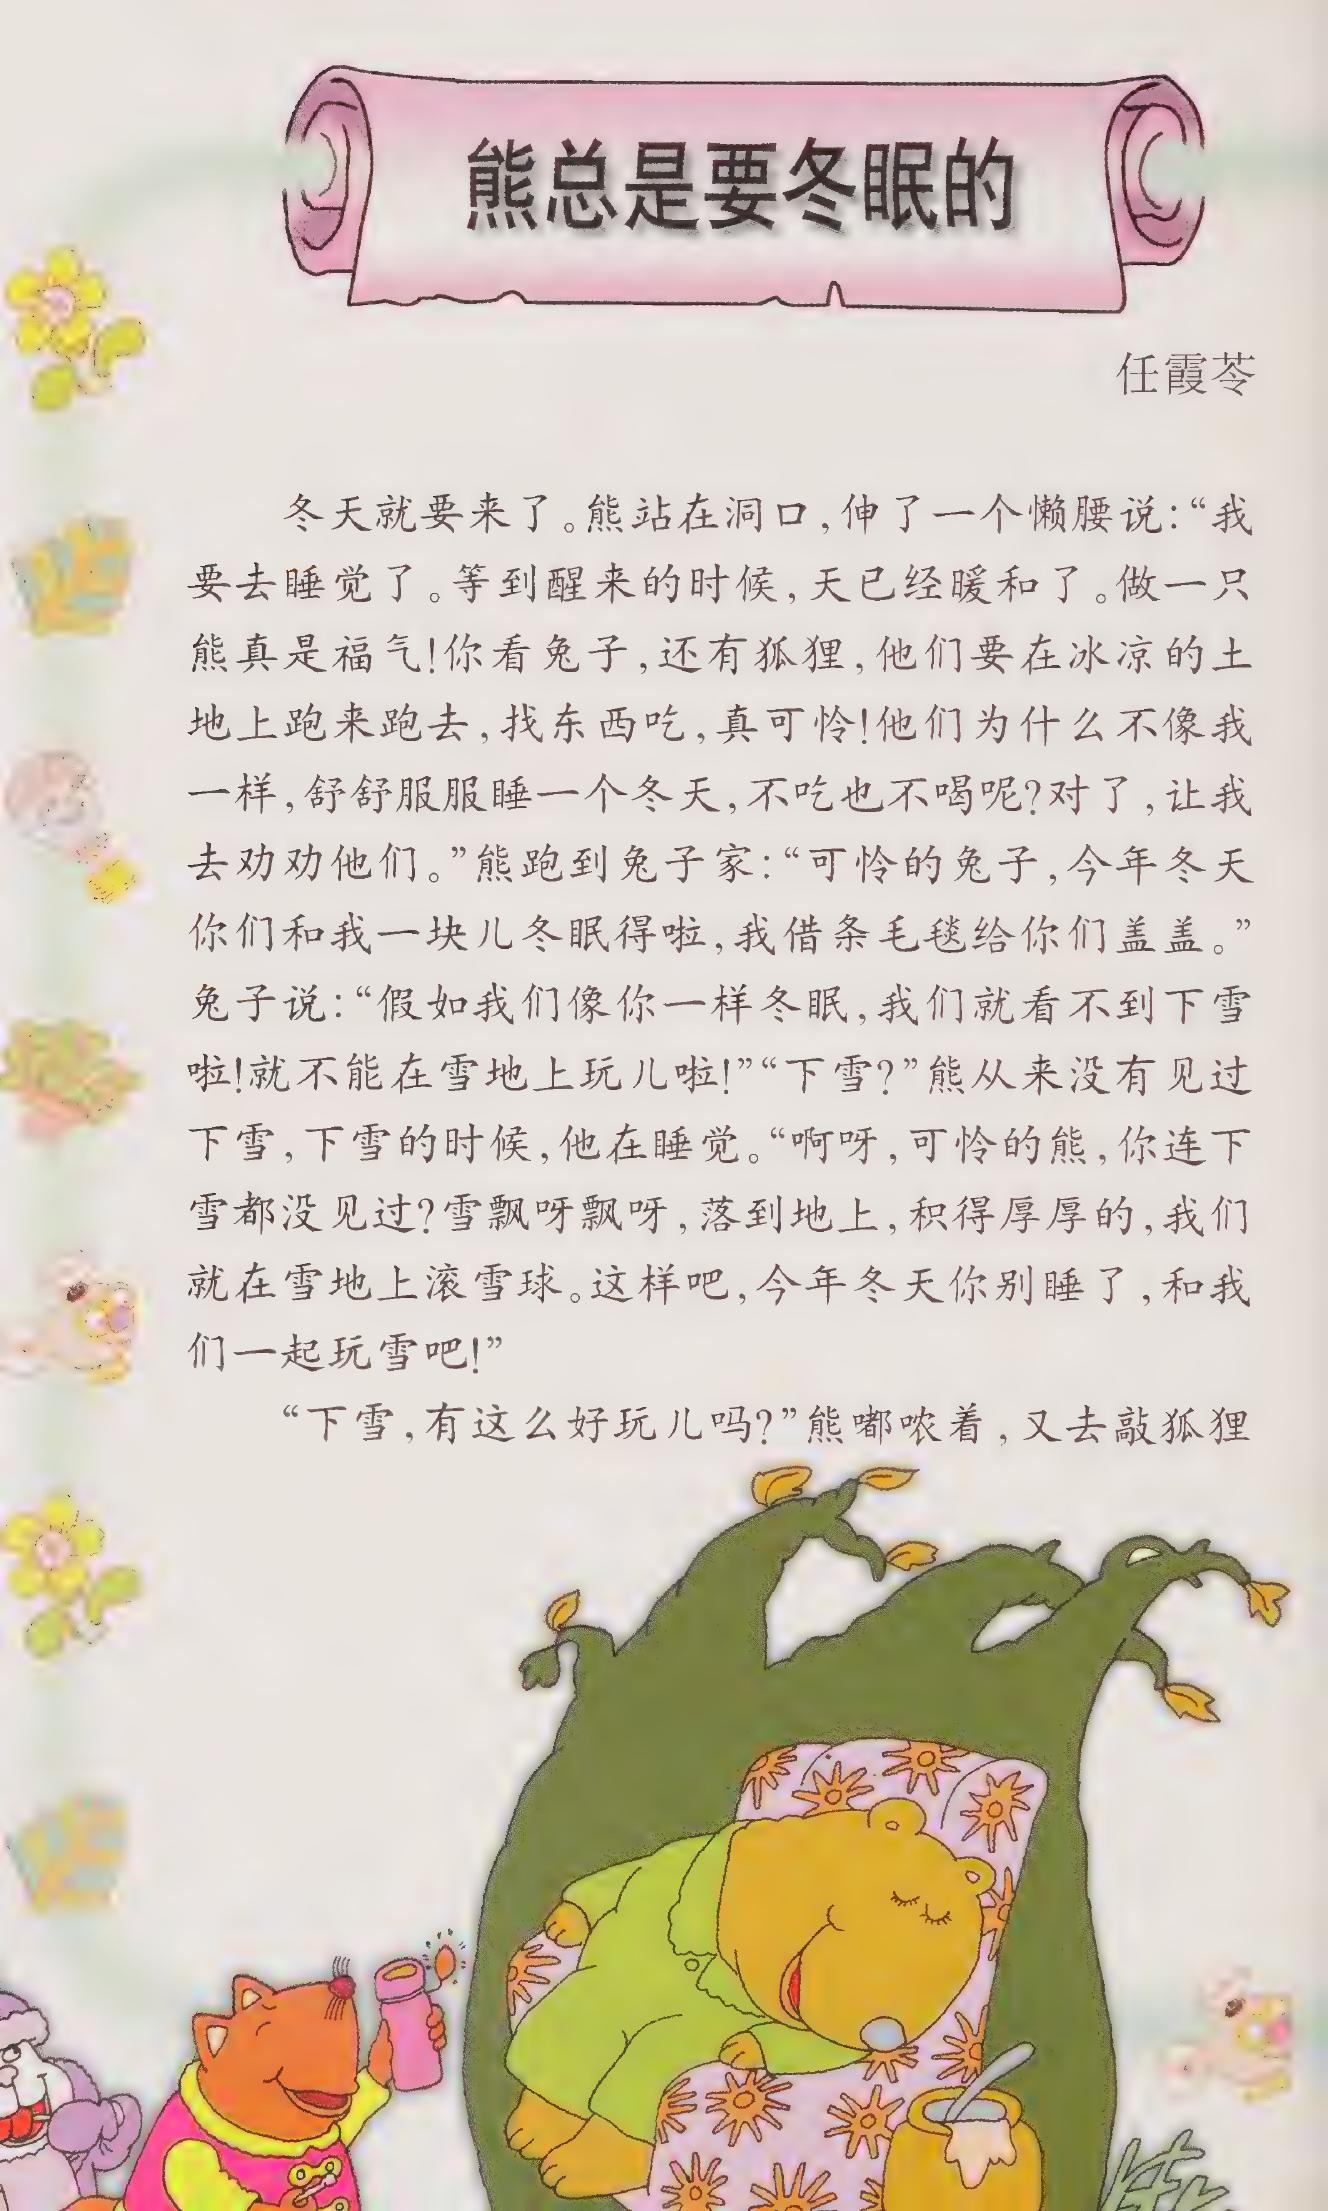 熊总是要冬眠的
任霞苓
冬天就要来了。熊站在洞口,伸了一个懒腰说:“我
要去睡觉了。等到醒来的时候,天已经暖和了。做一只
熊真是福气!你看兔子,还有狐狸,他们要在冰凉的土
地上跑来跑去,找东西吃,真可怜!他们为什么不像我
一样,舒舒服服睡一个冬天,不吃也不喝呢?对了,让我
去劝劝他们。”熊跑到兔子家:“可怜的兔子,今年冬天
你们和我一块儿冬眠得啦,我借条毛毯给你们盖盖。”
兔子说:“假如我们像你一样冬眠,我们就看不到下雪
啦!就不能在雪地上玩儿啦!”“下雪?”熊从来没有见过
下雪,下雪的时候,他在睡觉。“啊呀,可怜的熊,你连下
雪都没见过?雪飘呀飘呀,落到地上,积得厚厚的,我们
就在雪地上滚雪球。这样吧,今年冬天你别睡了,和我
们一起玩雪吧!”
“下雪,有这么好玩儿吗?”熊嘟哝着,又去敲狐狸